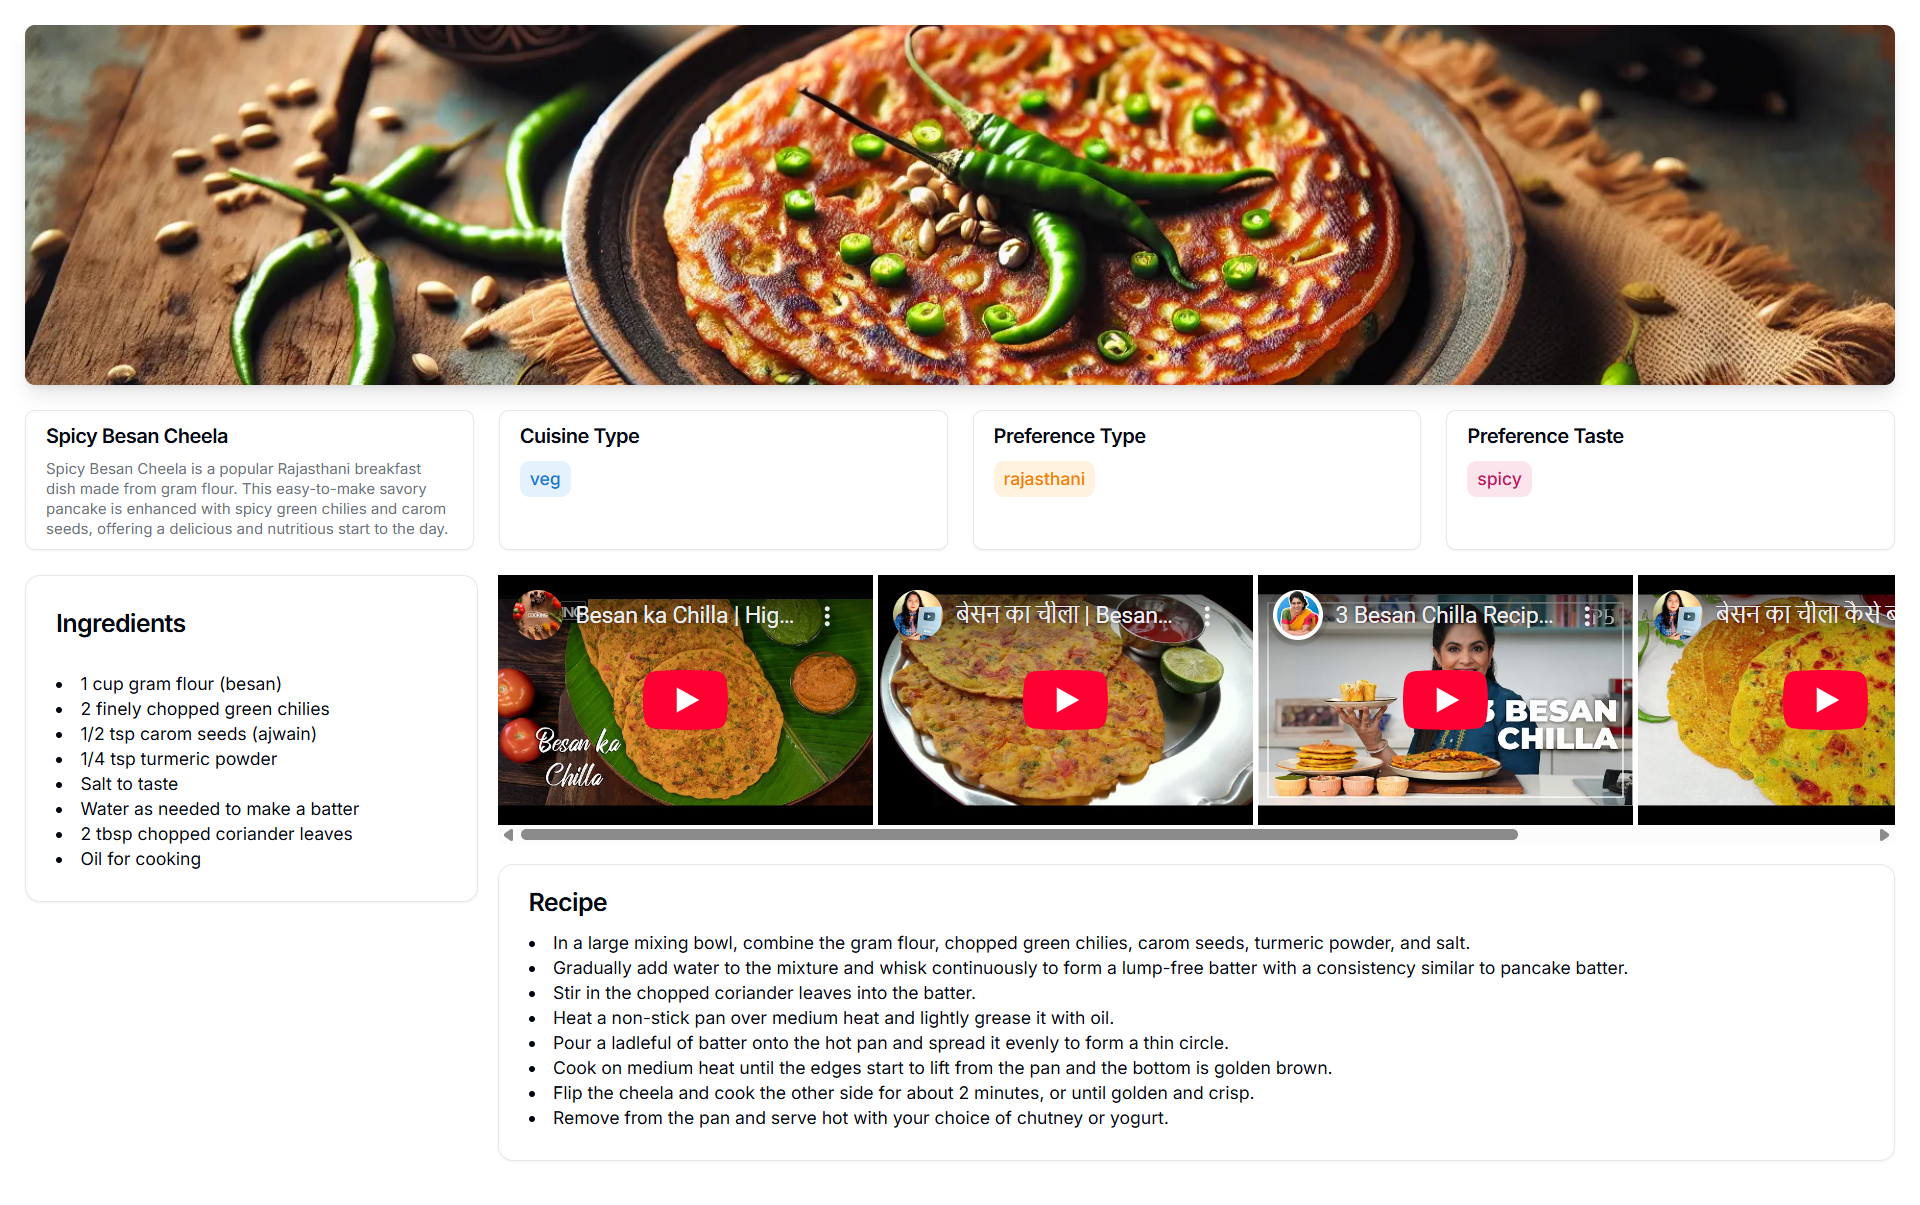 Spicy Besan Cheela
Spicy Besan Cheela is a popular Rajasthani breakfast
dish made from gram flour. This easy-to-make savory
pancake is enhanced with spicy green chilies and carom
seeds, offering a delicious and nutritious start to the day.
Cuisine Type
veg
Preference Type
rajasthani
Preference Taste
spicy
Ingredients
1 cup gram flour (besan)
2 finely chopped green chilies
1/2 tsp carom seeds (ajwain)
1/4 tsp turmeric powder
Salt to taste
Water as needed to make a batter
2 tbsp chopped coriander leaves
Oil for cooking
Besan ka Chilla | Hig...
Besan ka
Chilla
बेसन का चीला | Besan...
3 Besan Chilla Recip...
3 BESAN
CHILLA
बेसन का चीला कैसे
Recipe
In a large mixing bowl, combine the gram flour, chopped green chilies, carom seeds, turmeric powder, and salt.
Gradually add water to the mixture and whisk continuously to form a lump-free batter with a consistency similar to pancake batter.
Stir in the chopped coriander leaves into the batter.
Heat a non-stick pan over medium heat and lightly grease it with oil.
Pour a ladleful of batter onto the hot pan and spread it evenly to form a thin circle.
Cook on medium heat until the edges start to lift from the pan and the bottom is golden brown.
Flip the cheela and cook the other side for about 2 minutes, or until golden and crisp.
Remove from the pan and serve hot with your choice of chutney or yogurt.